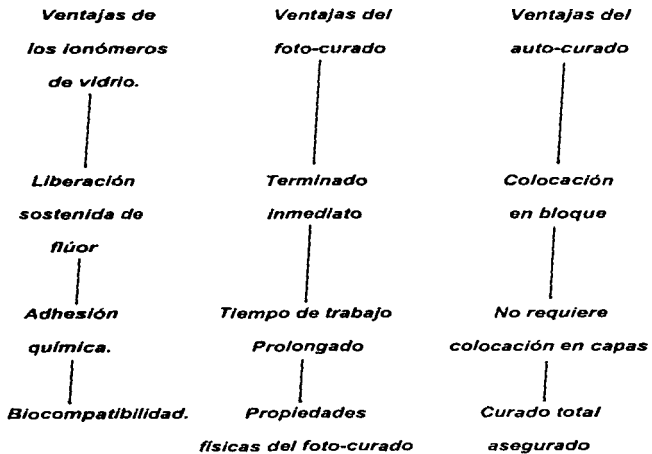 Ventajas de
los ionómeros
de vidrio.
Liberación
sostenida de
flúor
Adhesión
química.
Biocompatibilidad.
Ventajas del
foto-curado
Terminado
inmediato
Tiempo de trabajo
Prolongado
Propiedades
físicas del foto-curado
Ventajas del
auto-curado
Colocación
en bloque
No requiere
colocación en capas
Curado total
asegurado